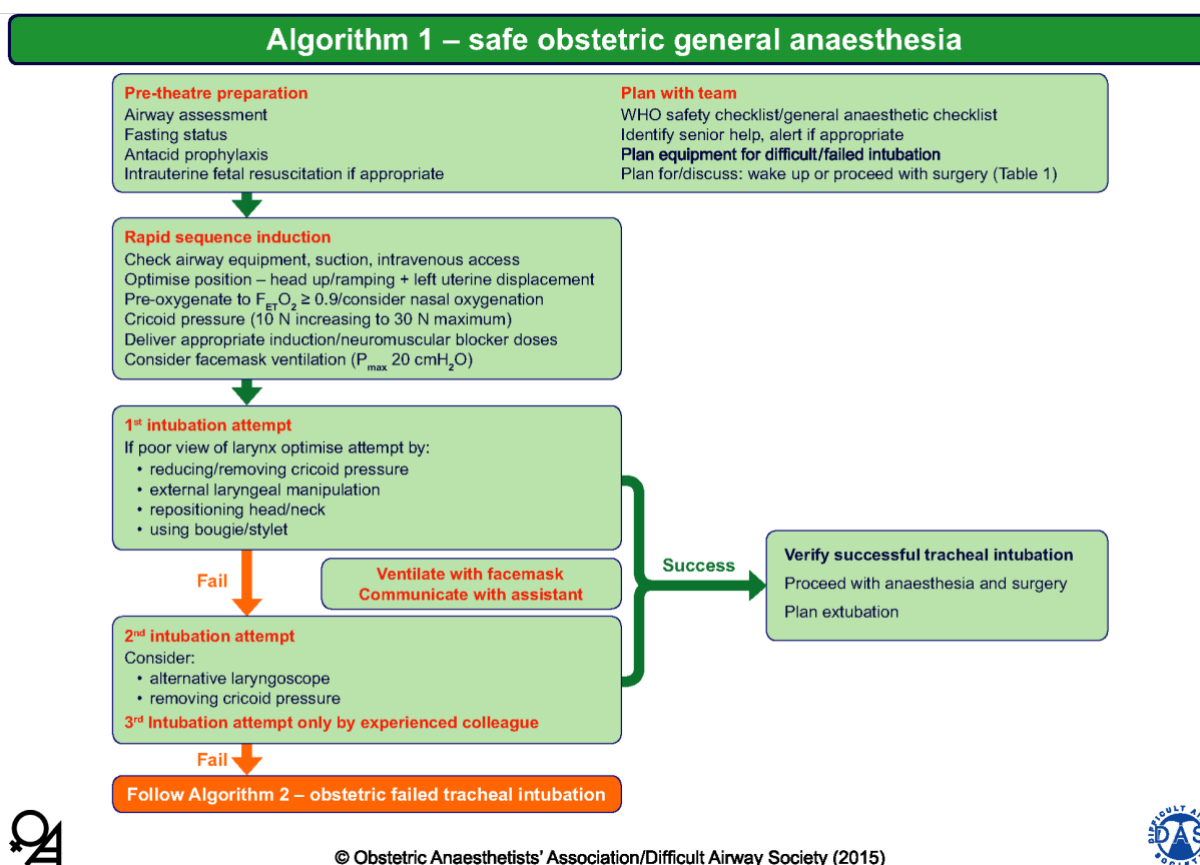 Algorithm 1 – safe obstetric general anaesthesia
Pre-theatre preparation
Airway assessment
Fasting status
Antacid prophylaxis
Intrauterine fetal resuscitation if appropriate
Plan with team
WHO safety checklist/general anaesthetic checklist
Identify senior help, alert if appropriate
Plan equipment for difficult/failed intubation
Plan for/discuss: wake up or proceed with surgery (Table 1)
Rapid sequence induction
Check airway equipment, suction, intravenous access
Optimise position – head up/ramping + left uterine displacement
Pre-oxygenate to FETO2 ≥ 0.9/consider nasal oxygenation
Cricoid pressure (10 N increasing to 30 N maximum)
Deliver appropriate induction/neuromuscular blocker doses
Consider facemask ventilation (Pmax 20 cmH2O)
1st intubation attempt
If poor view of larynx optimise attempt by:
• reducing/removing cricoid pressure
• external laryngeal manipulation
• repositioning head/neck
• using bougie/stylet
Fail
Ventilate with facemask
Communicate with assistant
Success
Verify successful tracheal intubation
Proceed with anaesthesia and surgery
Plan extubation
2nd intubation attempt
Consider:
• alternative laryngoscope
• removing cricoid pressure
3rd Intubation attempt only by experienced colleague
Fail
Follow Algorithm 2 – obstetric failed tracheal intubation
DIFFICULT
DAS
© Obstetric Anaesthetists' Association/Difficult Airway Society (2015)